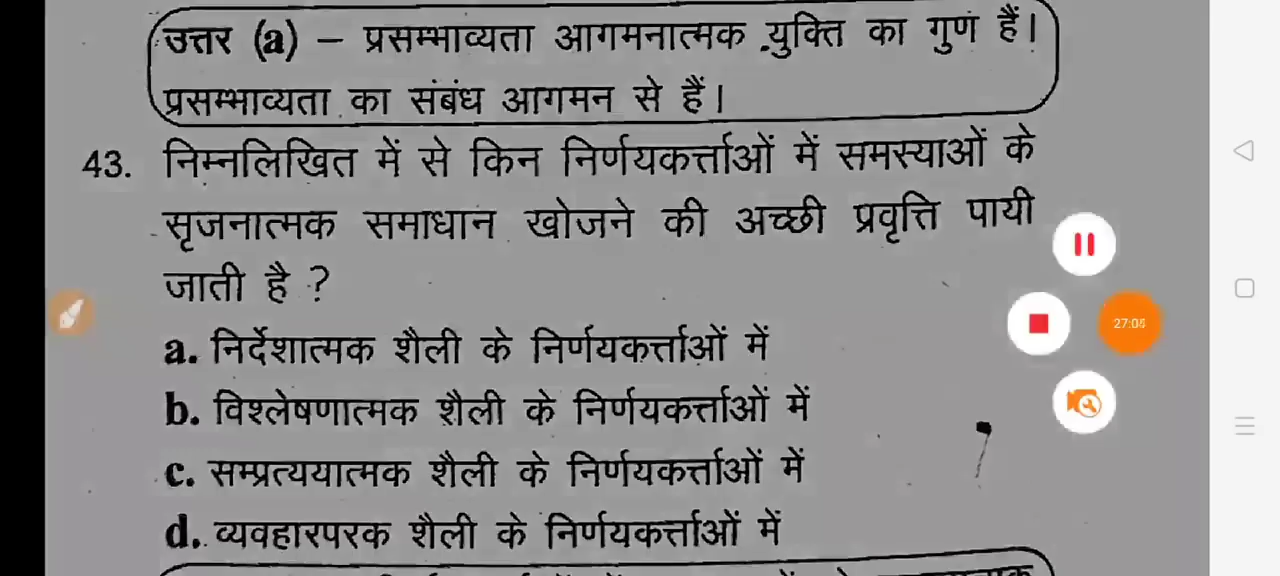 उत्तर (a) – प्रसम्भाव्यता आगमनात्मक युक्ति का गुण हैं।
प्रसम्भाव्यता का संबंध आगमन से हैं।
43. निम्नलिखित में से किन निर्णयकर्त्ताओं में समस्याओं के
सृजनात्मक समाधान खोजने की अच्छी प्रवृत्ति पायी
जाती है ?
a. निर्देशात्मक शैली के निर्णयकर्त्ताओं में
b. विश्लेषणात्मक शैली के निर्णयकर्त्ताओं में
c. सम्प्रत्ययात्मक शैली के निर्णयकर्त्ताओं में
d. व्यवहारपरक शैली के निर्णयकर्त्ताओं में
27:05